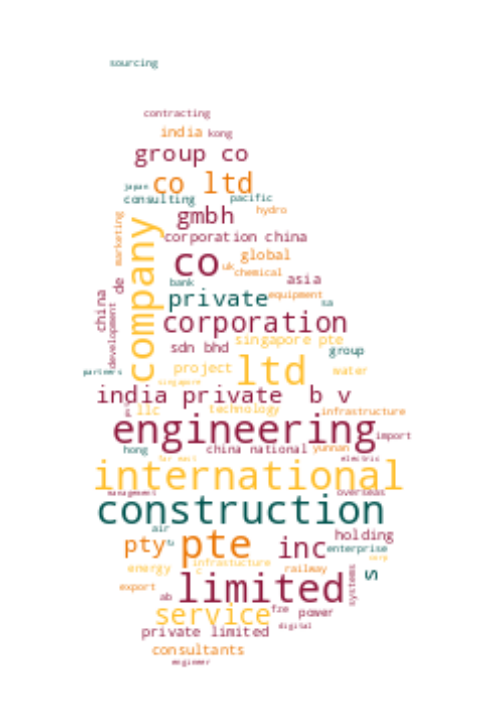 sourcing
contracting
india kong
group co
japan co ltd
consulting pacific
marketing gmbh hydro
corporation china
company co global
uk chemical
bank asia
de private equipment
china sa
corporation
development singapore pte
sdn bhd group
partners project ltd water
singapore
india private b v
llc technology infrastructure
engineering import
hong china national yunnan
far east electric
international
management overseas
construction
air
pty pte inc holding
enterprise
corp
energy infrastucture railway s
export limited systems
ab
service fze power
digital
private limited
consultants
engineer